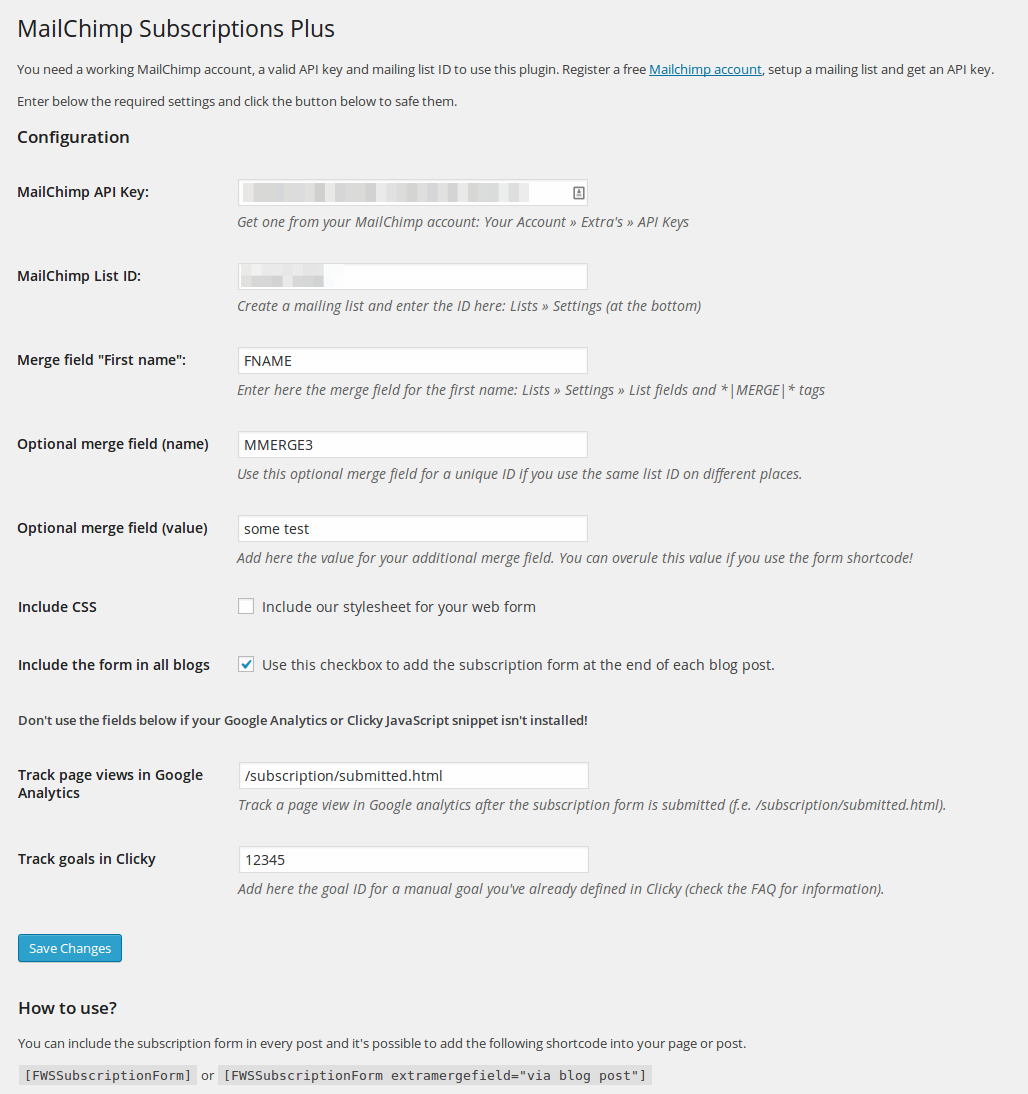 MailChimp Subscriptions Plus
You need a working MailChimp account, a valid API key and mailing list ID to use this plugin. Register a free Mailchimp account, setup a mailing list and get an API key.
Enter below the required settings and click the button below to safe them.
Configuration
MailChimp API Key:
Get one from your MailChimp account: Your Account » Extra's » API Keys
MailChimp List ID:
Create a mailing list and enter the ID here: Lists » Settings (at the bottom)
Merge field "First name":
FNAME
Enter here the merge field for the first name: Lists » Settings » List fields and *|MERGE|* tags
Optional merge field (name)
MMERGE3
Use this optional merge field for a unique ID if you use the same list ID on different places.
Optional merge field (value)
some test
Add here the value for your additional merge field. You can overule this value if you use the form shortcode!
Include CSS
Include our stylesheet for your web form
Include the form in all blogs
Use this checkbox to add the subscription form at the end of each blog post.
Don't use the fields below if your Google Analytics or Clicky JavaScript snippet isn't installed!
Track page views in Google
Analytics
/subscription/submitted.html
Track a page view in Google analytics after the subscription form is submitted (f.e. /subscription/submitted.html).
Track goals in Clicky
12345
Add here the goal ID for a manual goal you've already defined in Clicky (check the FAQ for information).
Save Changes
How to use?
You can include the subscription form in every post and it's possible to add the following shortcode into your page or post.
[FWSSubscriptionForm] or [FWSSubscriptionForm extramergefield="via blog post"]